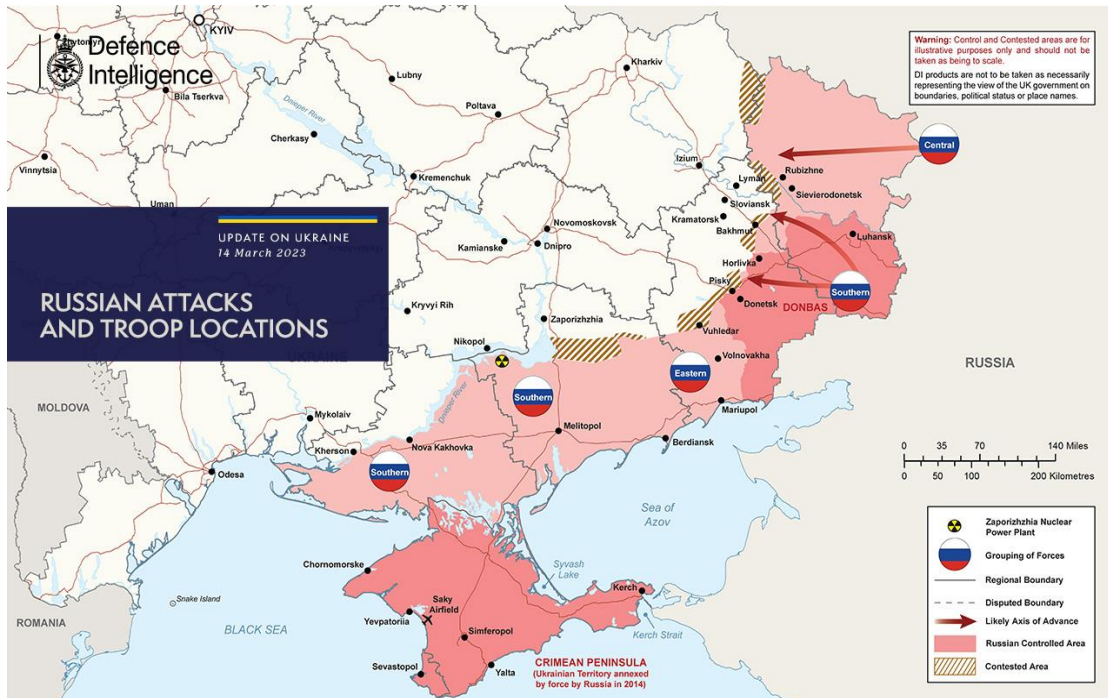 Defence
Intelligence
UPDATE ON UKRAINE
14 March 2023
RUSSIAN ATTACKS
AND TROOP LOCATIONS
Warning: Control and Contested areas are for
illustrative purposes only and should not be
taken as being to scale.
DI products are not to be taken as necessarily
representing the view of the UK government on
boundaries, political status or place names.
KYIV
Bila Tserkva
Lubny
Kharkiv
Poltava
Dnieper River
Cherkasy
Vinnytsia
Kremenchuk
Izium
Lyman
Rubizhne
Sievierodonetsk
Central
Uman
Sloviansk
Kramatorsk
Bakhmut
Novomoskovsk
Kamianske
Dnipro
Luhansk
Horlivka
Pisky
Donetsk
DONBAS
Southern
Kryvyi Rih
Zaporizhzhia
Vuhledar
Nikopol
Volnovakha
Eastern
Southern
RUSSIA
MOLDOVA
Dnieper River
Mariupol
Mykolaiv
Melitopol
Berdiansk
Kherson
Nova Kakhovka
Southern
Odesa
Sea of
Azov
0 35 70 140 Miles
0 50 100 200 Kilometres
Chornomorske
Syvash
Lake
Kerch
Snake Island
Saky
Airfield
Yevpatoriia
Kerch Strait
ROMANIA
BLACK SEA
Simferopol
Sevastopol
Yalta
CRIMEAN PENINSULA
(Ukrainian Territory annexed
by force by Russia in 2014)
Zaporizhzhia Nuclear
Power Plant
Grouping of Forces
Regional Boundary
Disputed Boundary
Likely Axis of Advance
Russian Controlled Area
Contested Area